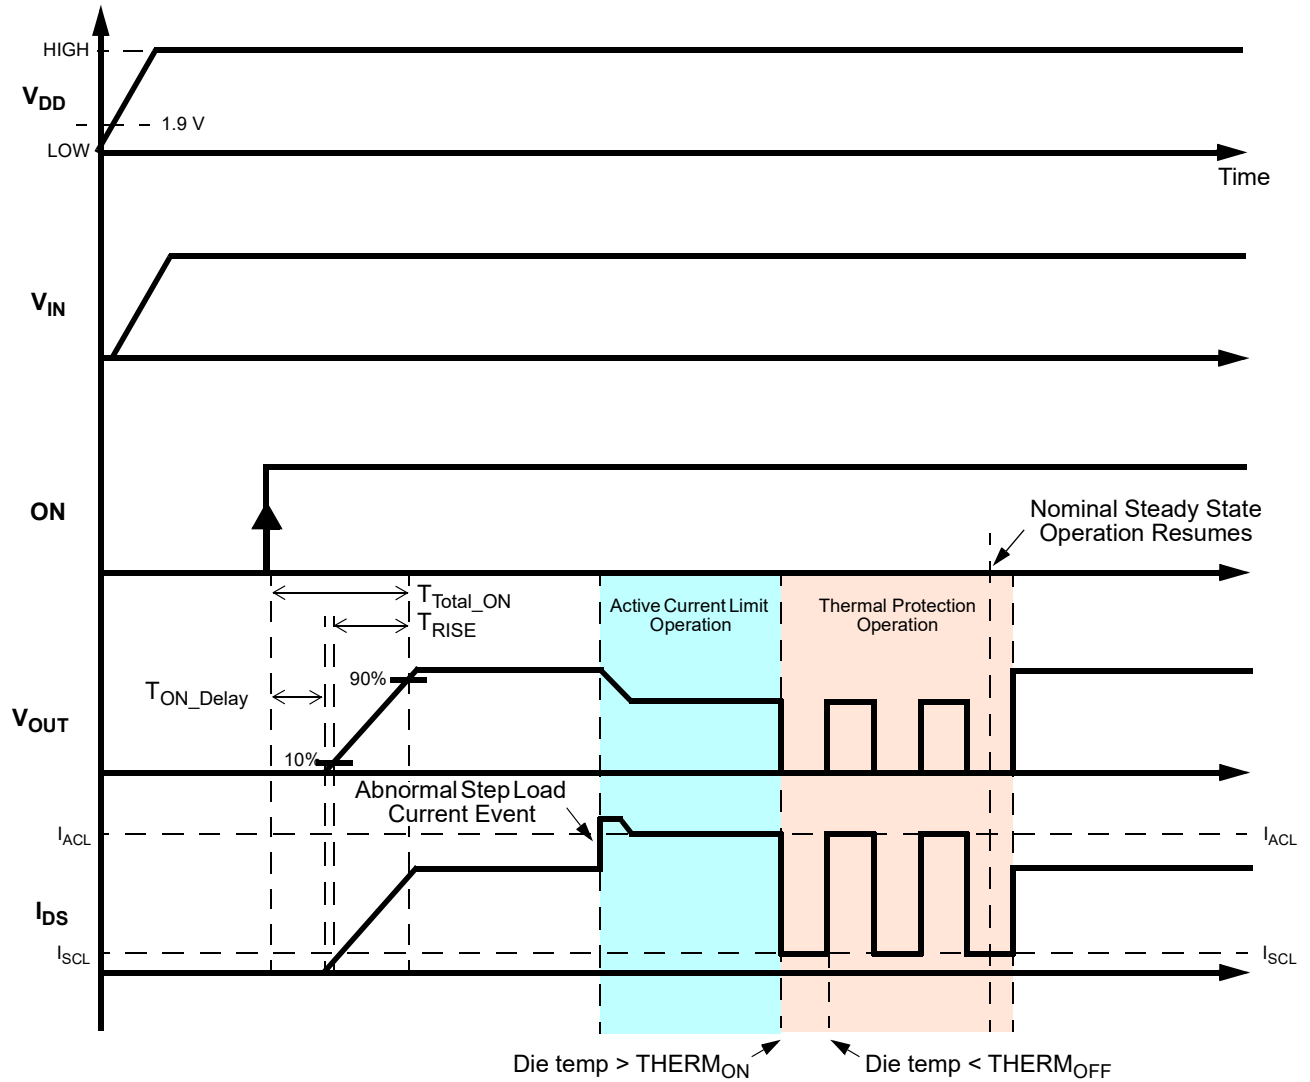 HIGH
VDD
1.9 V
LOW
Time
VIN
ON
Nominal Steady State
Operation Resumes
TTotal_ON
TRISE
Active Current Limit
Operation
Thermal Protection
Operation
90%
TON_Delay
VOUT
10%
Abnormal Step Load
Current Event
IACL
IACL
IDS
ISCL
ISCL
Die temp > THERMON
Die temp < THERMOFF